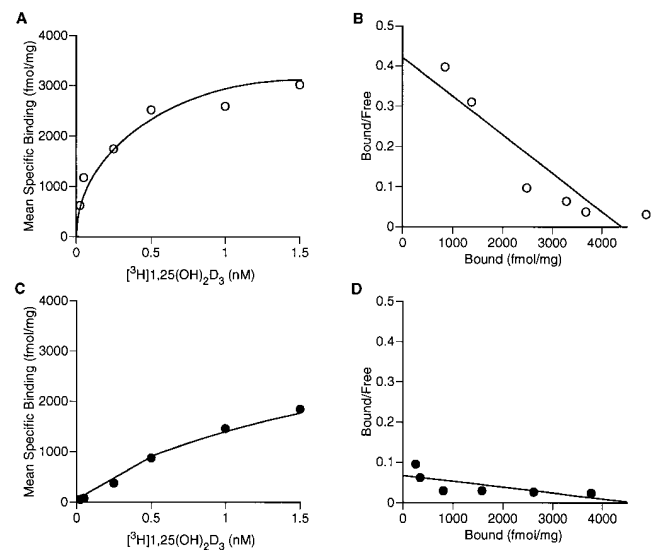 A
Mean Specific Binding (fmol/mg)
4000
3000
2000
1000
0
0 0.5 1 1.5
[³H]1,25(OH)₂D₃ (nM)
B
Bound/Free
0.5
0.4
0.3
0.2
0.1
0
0 1000 2000 3000 4000
Bound (fmol/mg)
C
Mean Specific Binding (fmol/mg)
4000
3000
2000
1000
0
0 0.5 1 1.5
[³H]1,25(OH)₂D₃ (nM)
D
Bound/Free
0.5
0.4
0.3
0.2
0.1
0
0 1000 2000 3000 4000
Bound (fmol/mg)